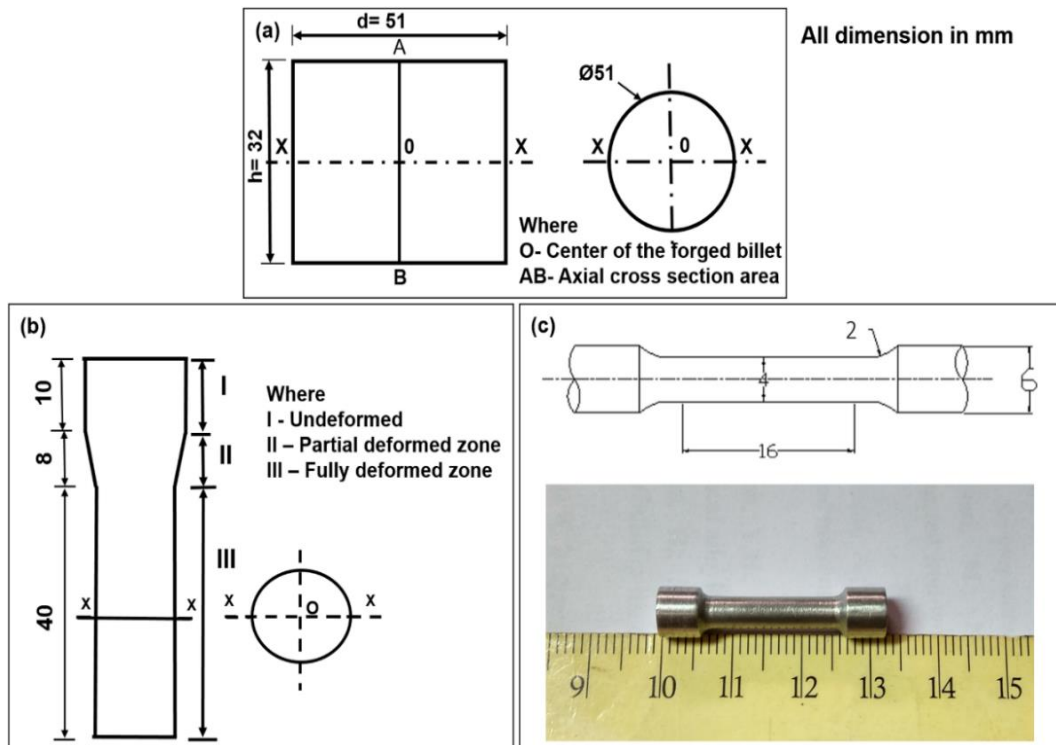 (a)
d= 51
A
All dimension in mm
Ø51
h= 32
X
O
X
X
O
X
B
Where
O- Center of the forged billet
AB- Axial cross section area
(b)
10
I
8
II
40
III
X
X
X
O
X
Where
I - Undeformed
II – Partial deformed zone
III – Fully deformed zone
(c)
2
4
6
16
9 10 11 12 13 14 15